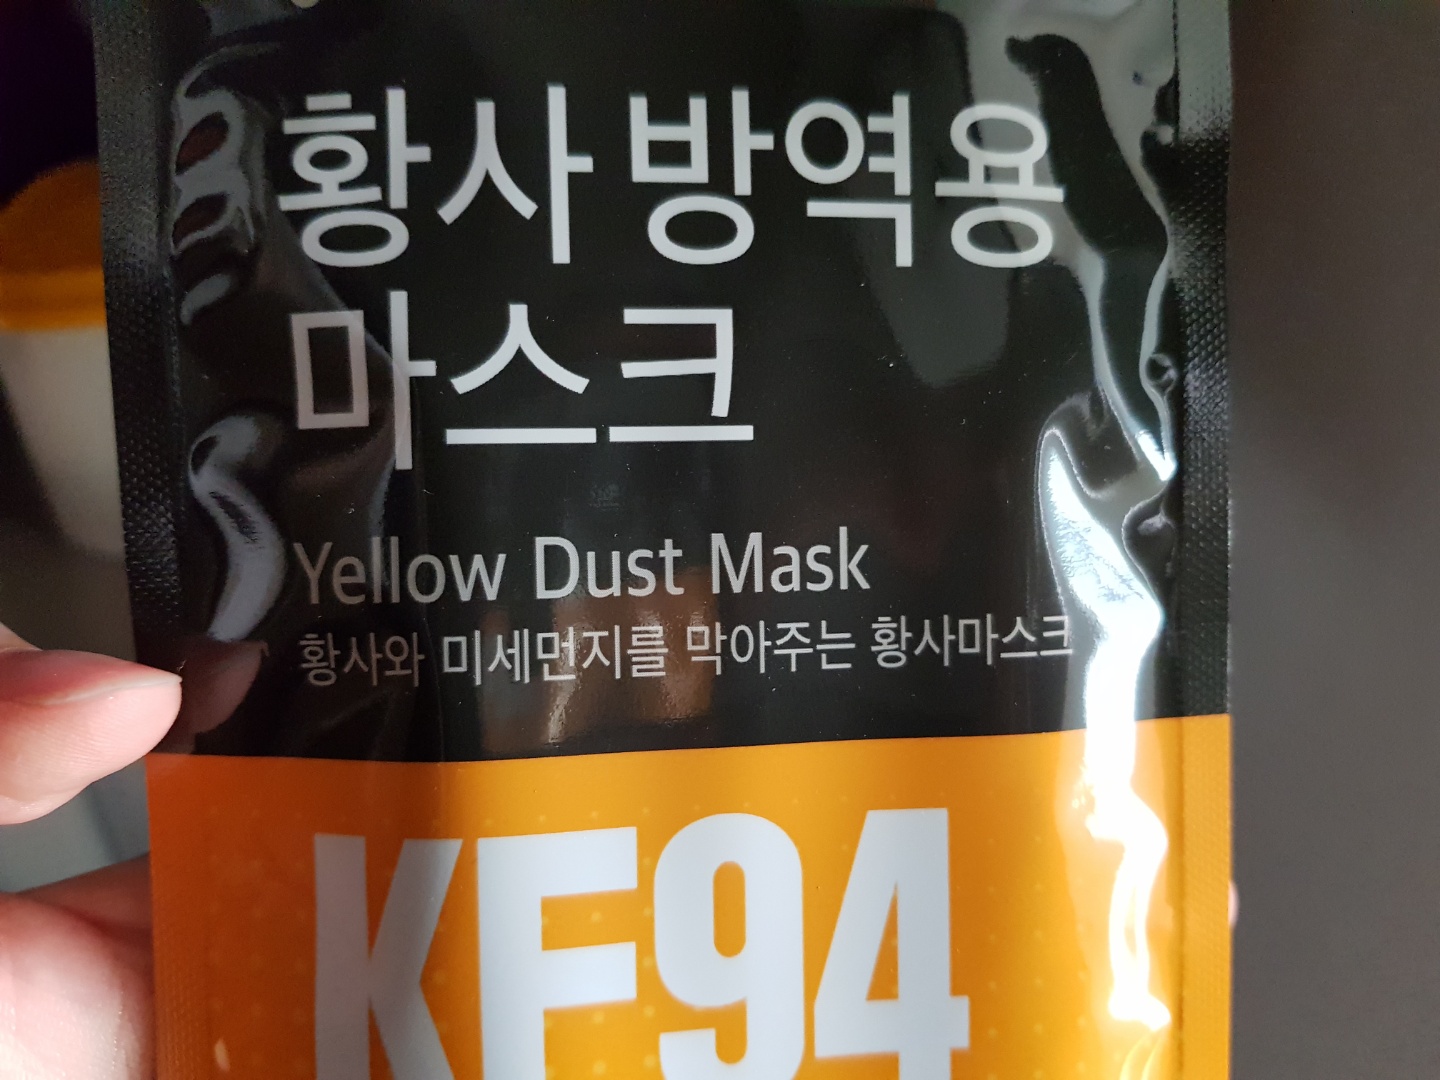 황사 방역용
마스크
Yellow Dust Mask
황사와 미세먼지를 막아주는 황사마스크
KF94